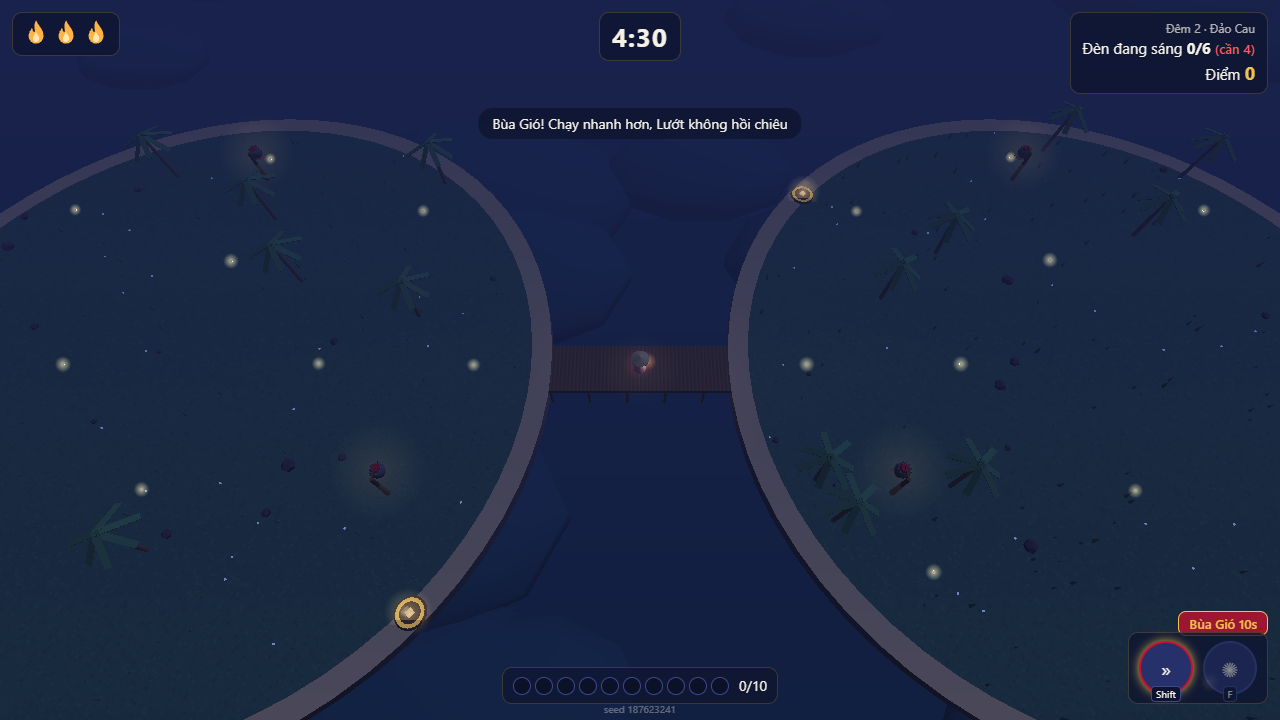 4:30
Đêm 2 · Đảo Cau
Đèn đang sáng 0/6 (cần 4)
Điểm 0
Bùa Gió! Chạy nhanh hơn, Lướt không hồi chiêu
Bùa Gió 10s
»
Shift
F
0/10
seed 187623241